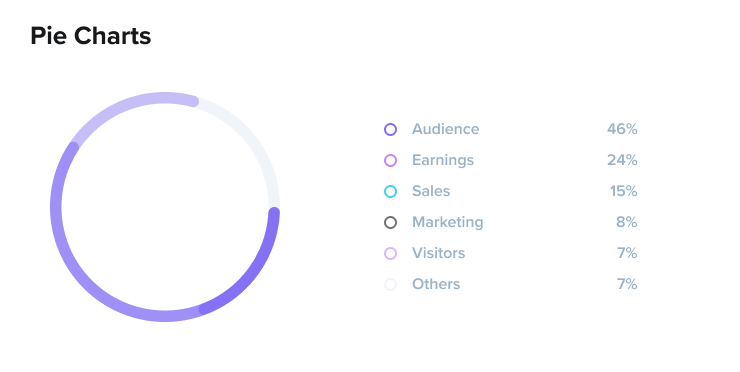 Pie Charts
Audience 46%
Earnings 24%
Sales 15%
Marketing 8%
Visitors 7%
Others 7%